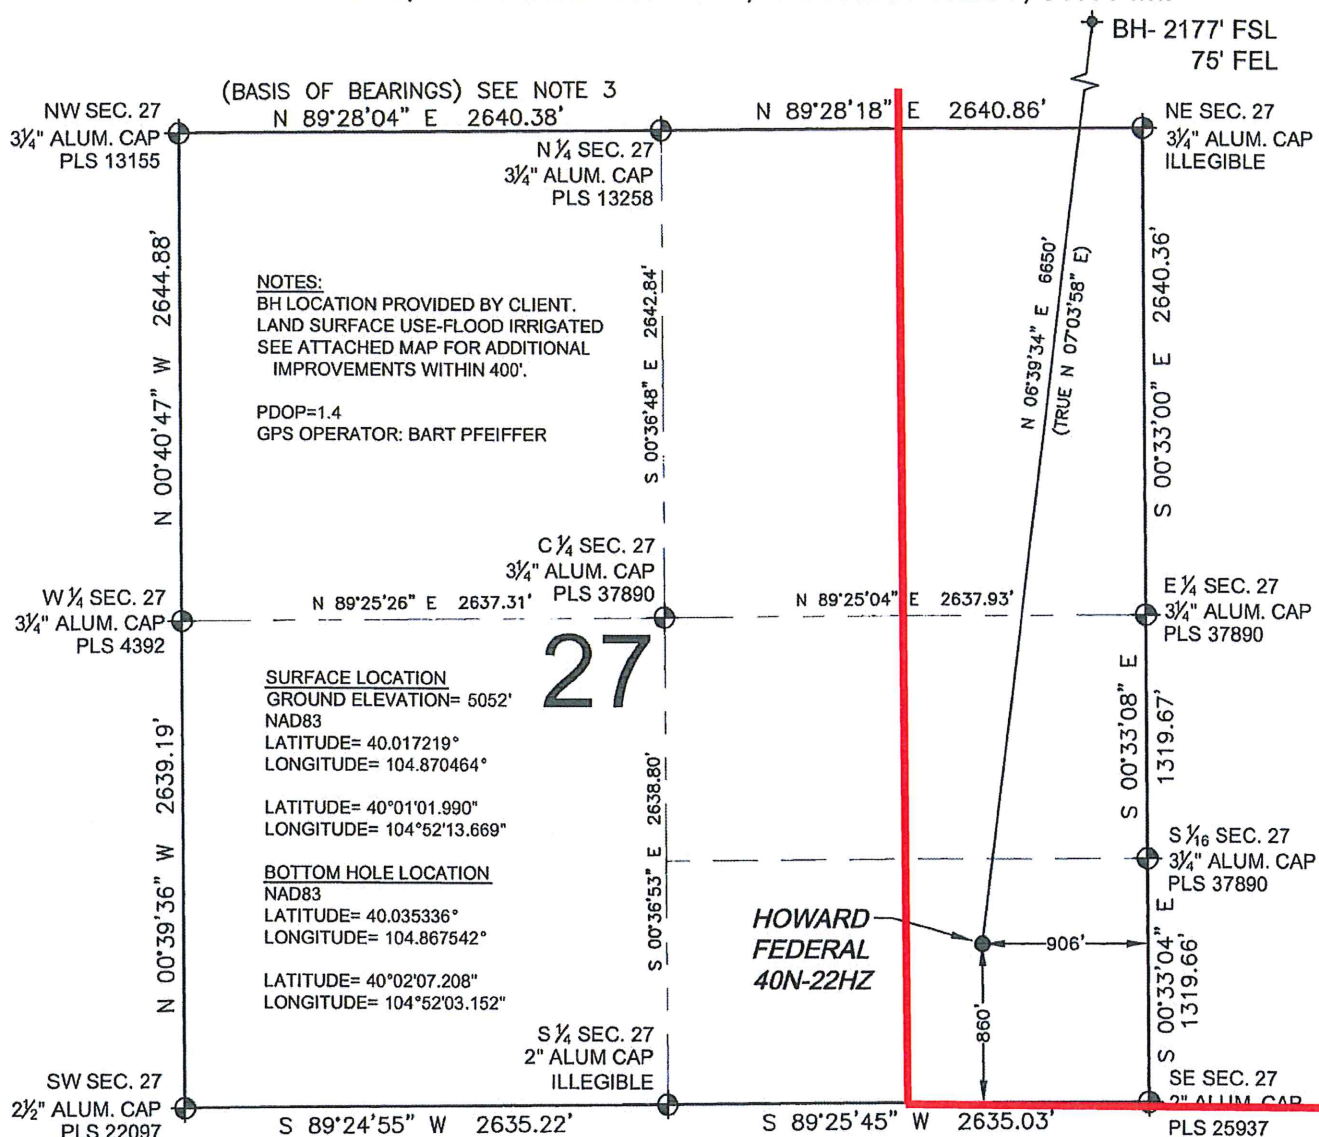 BH- 2177' FSL
75' FEL
(BASIS OF BEARINGS) SEE NOTE 3
N 89°28'04" E 2640.38'
N 89°28'18" E 2640.86'
NW SEC. 27
3¼" ALUM. CAP
PLS 13155
N ¼ SEC. 27
3¼" ALUM. CAP
PLS 13258
NE SEC. 27
3¼" ALUM. CAP
ILLEGIBLE
N 00°40'47" W 2644.88'
NOTES:
BH LOCATION PROVIDED BY CLIENT.
LAND SURFACE USE-FLOOD IRRIGATED
SEE ATTACHED MAP FOR ADDITIONAL
IMPROVEMENTS WITHIN 400'.
PDOP=1.4
GPS OPERATOR: BART PFEIFFER
S 00°36'48" E 2642.84'
N 06°39'34" E 6650'
(TRUE N 07°03'58" E)
S 00°33'00" E 2640.36'
W ¼ SEC. 27
3¼" ALUM. CAP
PLS 4392
N 89°25'26" E 2637.31'
C ¼ SEC. 27
3¼" ALUM. CAP
PLS 37890
N 89°25'04" E 2637.93'
E ¼ SEC. 27
3¼" ALUM. CAP
PLS 37890
27
N 00°39'36" W 2639.19'
SURFACE LOCATION
GROUND ELEVATION= 5052'
NAD83
LATITUDE= 40.017219°
LONGITUDE= 104.870464°
LATITUDE= 40°01'01.990"
LONGITUDE= 104°52'13.669"
BOTTOM HOLE LOCATION
NAD83
LATITUDE= 40.035336°
LONGITUDE= 104.867542°
LATITUDE= 40°02'07.208"
LONGITUDE= 104°52'03.152"
S 00°36'53" E 2638.80'
S 00°33'08" E
1319.67'
S 1/16 SEC. 27
3¼" ALUM. CAP
PLS 37890
HOWARD
FEDERAL
40N-22HZ
906'
860'
S 00°33'04" E
1319.66'
S ¼ SEC. 27
2" ALUM CAP
ILLEGIBLE
SW SEC. 27
2½" ALUM. CAP
PLS 22097
S 89°24'55" W 2635.22'
S 89°25'45" W 2635.03'
SE SEC. 27
2" ALUM. CAP
PLS 25937